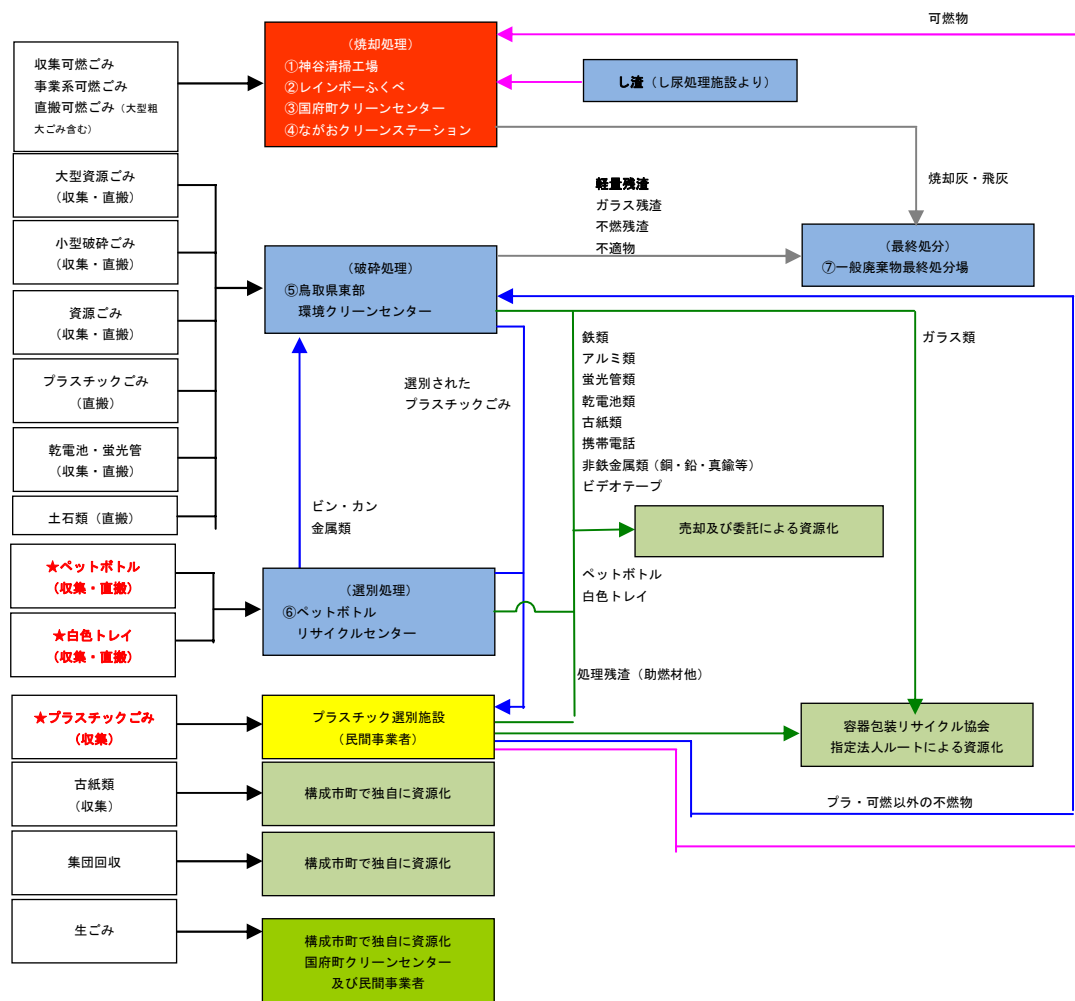 可燃物
（焼却処理）
①神谷清掃工場
②レインボーふくべ
③国府町クリーンセンター
④ながおクリーンステーション
収集可燃ごみ
事業系可燃ごみ
直搬可燃ごみ（大型粗
大ごみ含む）
し渣（し尿処理施設より）
焼却灰・飛灰
大型資源ごみ
（収集・直搬）
小型破砕ごみ
（収集・直搬）
資源ごみ
（収集・直搬）
プラスチックごみ
（直搬）
乾電池・蛍光管
（収集・直搬）
土石類（直搬）
軽量残渣
ガラス残渣
不燃残渣
不適物
（最終処分）
⑦一般廃棄物最終処分場
（破砕処理）
⑤鳥取県東部
環境クリーンセンター
選別された
プラスチックごみ
鉄類
アルミ類
蛍光管類
乾電池類
古紙類
携帯電話
非鉄金属類（銅・鉛・真鍮等）
ビデオテープ
ガラス類
ビン・カン
金属類
売却及び委託による資源化
★ペットボトル
（収集・直搬）
★白色トレイ
（収集・直搬）
（選別処理）
⑥ペットボトル
リサイクルセンター
ペットボトル
白色トレイ
処理残渣（助燃材他）
★プラスチックごみ
（収集）
プラスチック選別施設
（民間事業者）
容器包装リサイクル協会
指定法人ルートによる資源化
古紙類
（収集）
構成市町で独自に資源化
プラ・可燃以外の不燃物
集団回収
構成市町で独自に資源化
生ごみ
構成市町で独自に資源化
国府町クリーンセンター
及び民間事業者